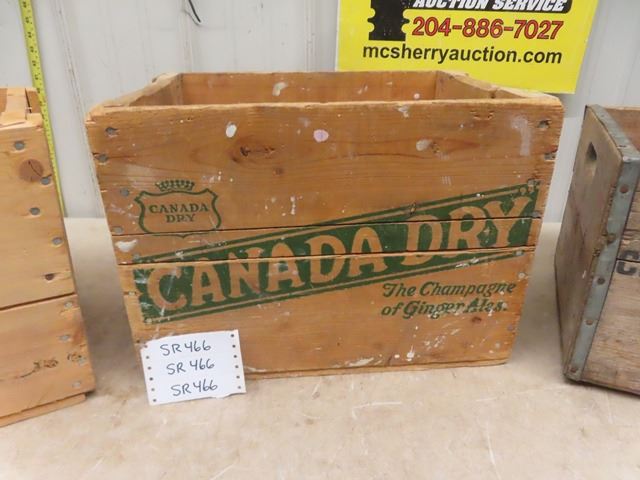 AUCTION SERVICE
204-886-7027
mcsherryauction.com
CANADA
DRY
CANADA DRY
The Champagne
of Ginger Ales.
SR466
SR466
SR466